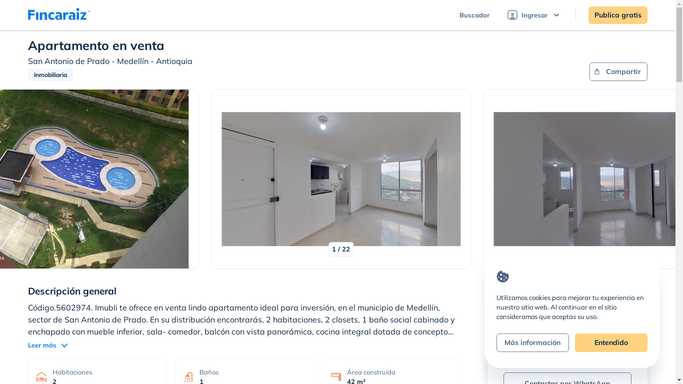 Fincaraiz
Buscador
Ingresar
Publica gratis
Apartamento en venta
San Antonio de Prado - Medellín - Antioquia
Inmobiliaria
Compartir
1 / 22
Descripción general
Código.5602974. Imubli te ofrece en venta lindo apartamento ideal para inversión, en el municipio de Medellín,
sector de San Antonio de Prado. En su distribución encontrarás, 2 habitaciones, 2 closets, 1 baño social cabinado y
enchapado con mueble inferior, sala- comedor, balcón con vista panorámica, cocina integral dotada de concepto...
Leer más
Habitaciones
2
Baños
1
Área construida
42 m²
Utilizamos cookies para mejorar tu experiencia en
nuestro sitio web. Al continuar en el sitio
consideramos que aceptas su uso.
Más información
Entendido
Contactar por WhatsApp